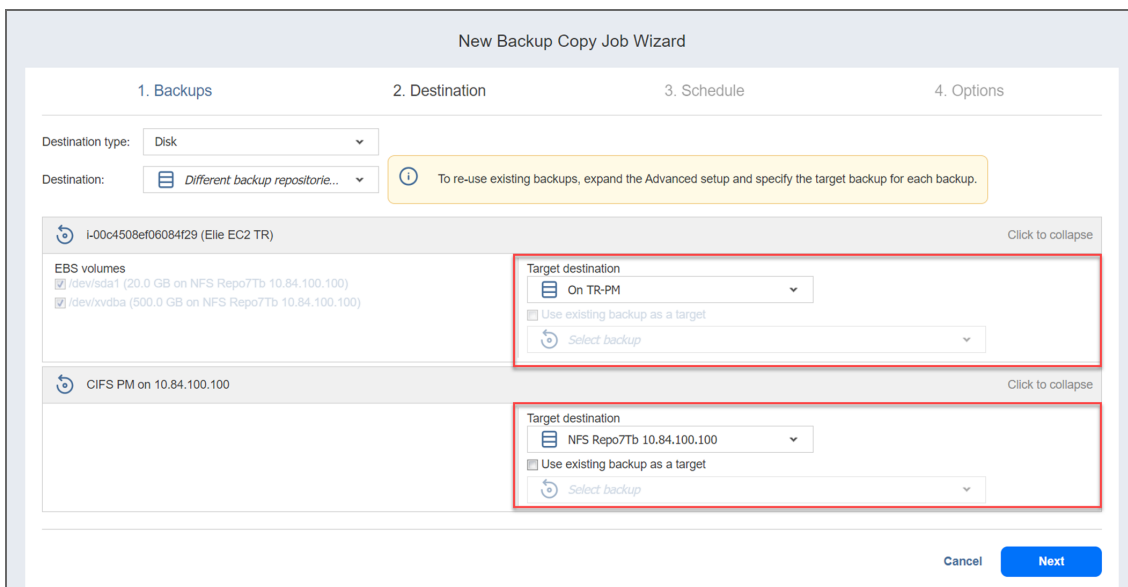 New Backup Copy Job Wizard
1. Backups 2. Destination 3. Schedule 4. Options
Destination type: Disk
Destination: Different backup repositorie...
To re-use existing backups, expand the Advanced setup and specify the target backup for each backup.
i-00c4508ef06084f29 (Elie EC2 TR) Click to collapse
EBS volumes
/dev/sda1 (20.0 GB on NFS Repo7Tb 10.84.100.100)
/dev/xvdba (500.0 GB on NFS Repo7Tb 10.84.100.100)
Target destination
On TR-PM
Use existing backup as a target
Select backup
CIFS PM on 10.84.100.100 Click to collapse
Target destination
NFS Repo7Tb 10.84.100.100
Use existing backup as a target
Select backup
Cancel Next